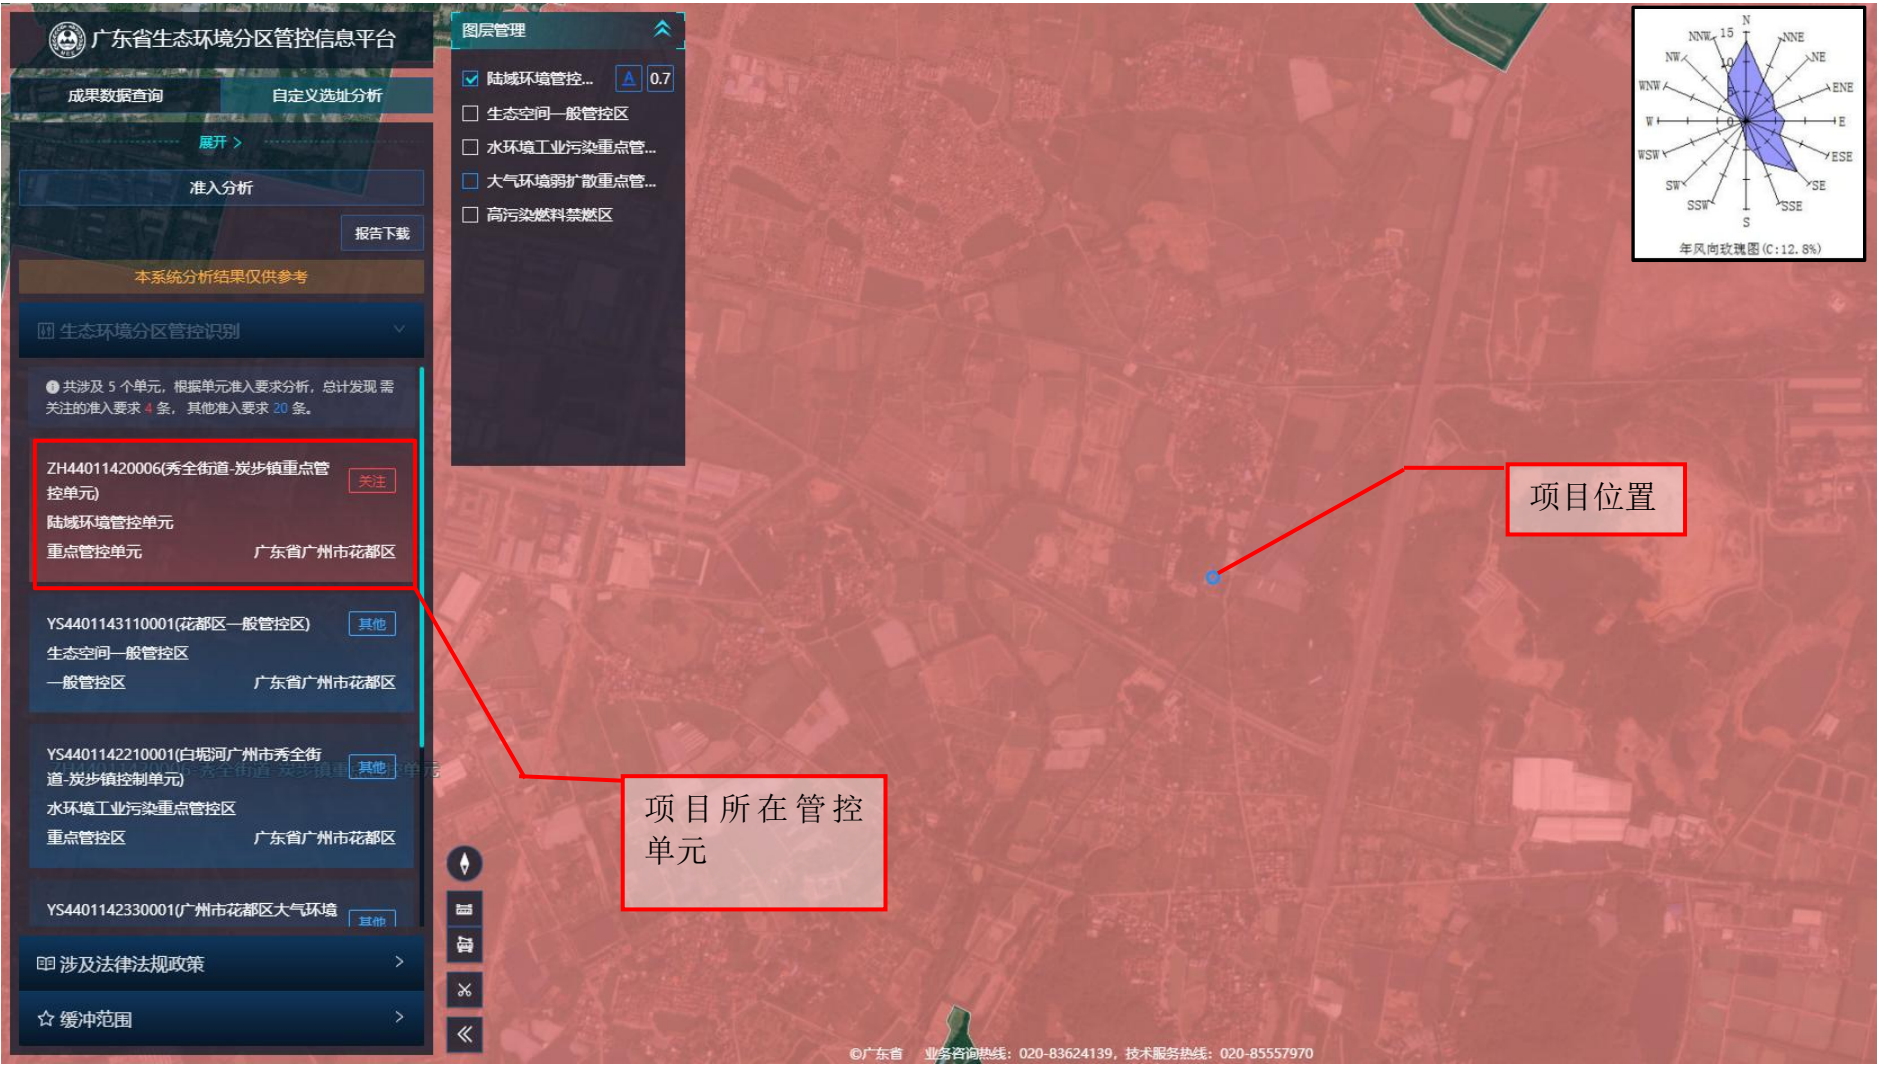 广东省生态环境分区管控信息平台
成果数据查询
自定义选址分析
展开 >
准入分析
报告下载
本系统分析结果仅供参考
生态环境分区管控识别
共涉及 5 个单元，根据单元准入要求分析，总计发现 需
关注的准入要求 4 条， 其他准入要求 20 条。
ZH44011420006(秀全街道-炭步镇重点管
控单元)
关注
陆域环境管控单元
重点管控单元 广东省广州市花都区
YS4401143110001(花都区一般管控区)
其他
生态空间一般管控区
一般管控区 广东省广州市花都区
YS4401142210001(白坭河广州市秀全街
道-炭步镇控制单元)
其他
水环境工业污染重点管控区
重点管控区 广东省广州市花都区
YS4401142330001(广州市花都区大气环境
其他
涉及法律法规政策
缓冲范围
图层管理
陆域环境管控... A 0.7
生态空间一般管控区
水环境工业污染重点管...
大气环境弱扩散重点管...
高污染燃料禁燃区
项目位置
项目所在管控
单元
N
NNW 15 NNE
NW 10 NE
WNW 5 ENE
W 0 E
WSW ESE
SW SE
SSW SSE
S
年风向玫瑰图(C:12.8%)
©广东省 业务咨询热线：020-83624139，技术服务热线：020-85557970